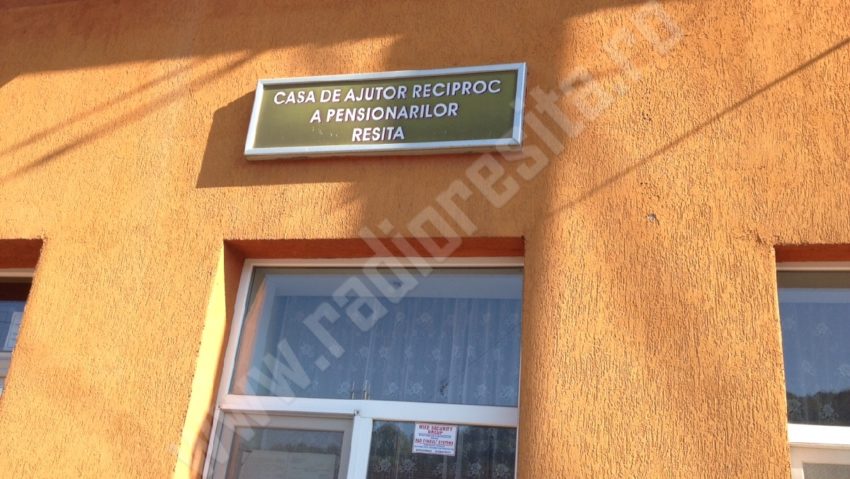 CASA DE AJUTOR RECIPROC
A PENSIONARILOR
RESITA
www.radioresita.ro